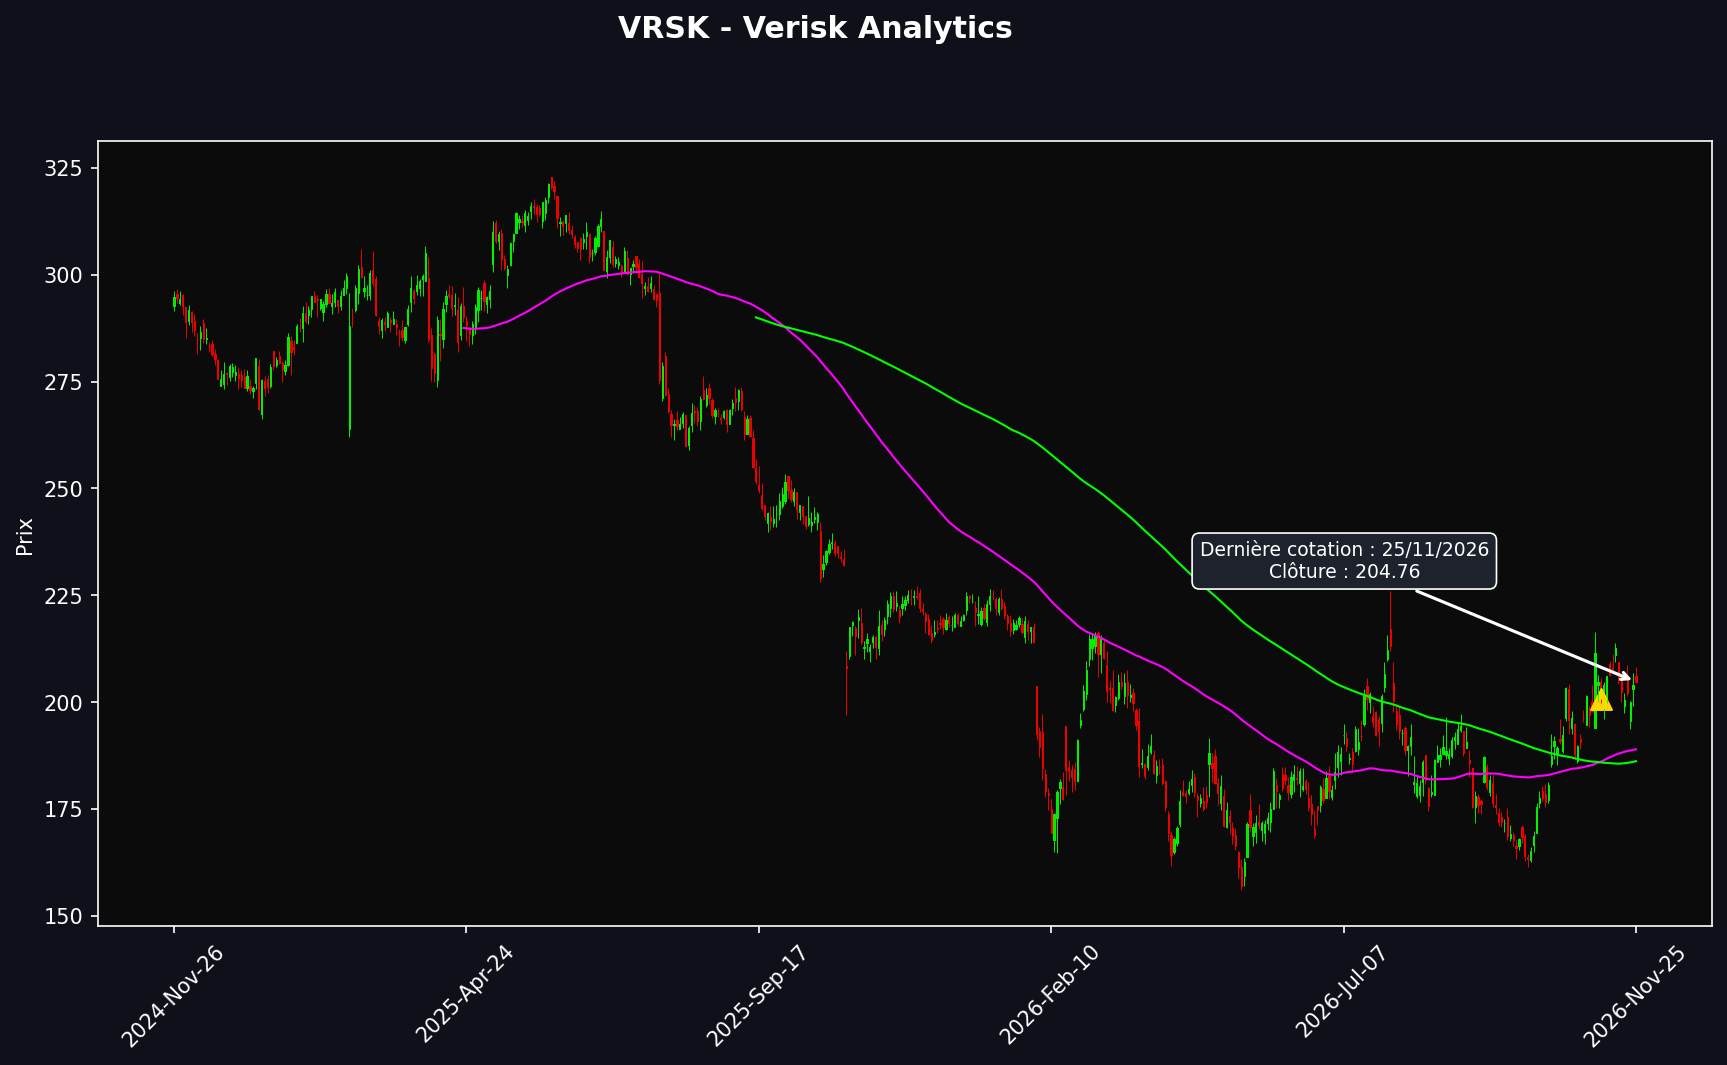 VRSK - Verisk Analytics
325
300
275
250
225
200
175
150
Prix
Dernière cotation : 25/11/2026
Clôture : 204.76
2024-Nov-26
2025-Apr-24
2025-Sep-17
2026-Feb-10
2026-Jul-07
2026-Nov-25